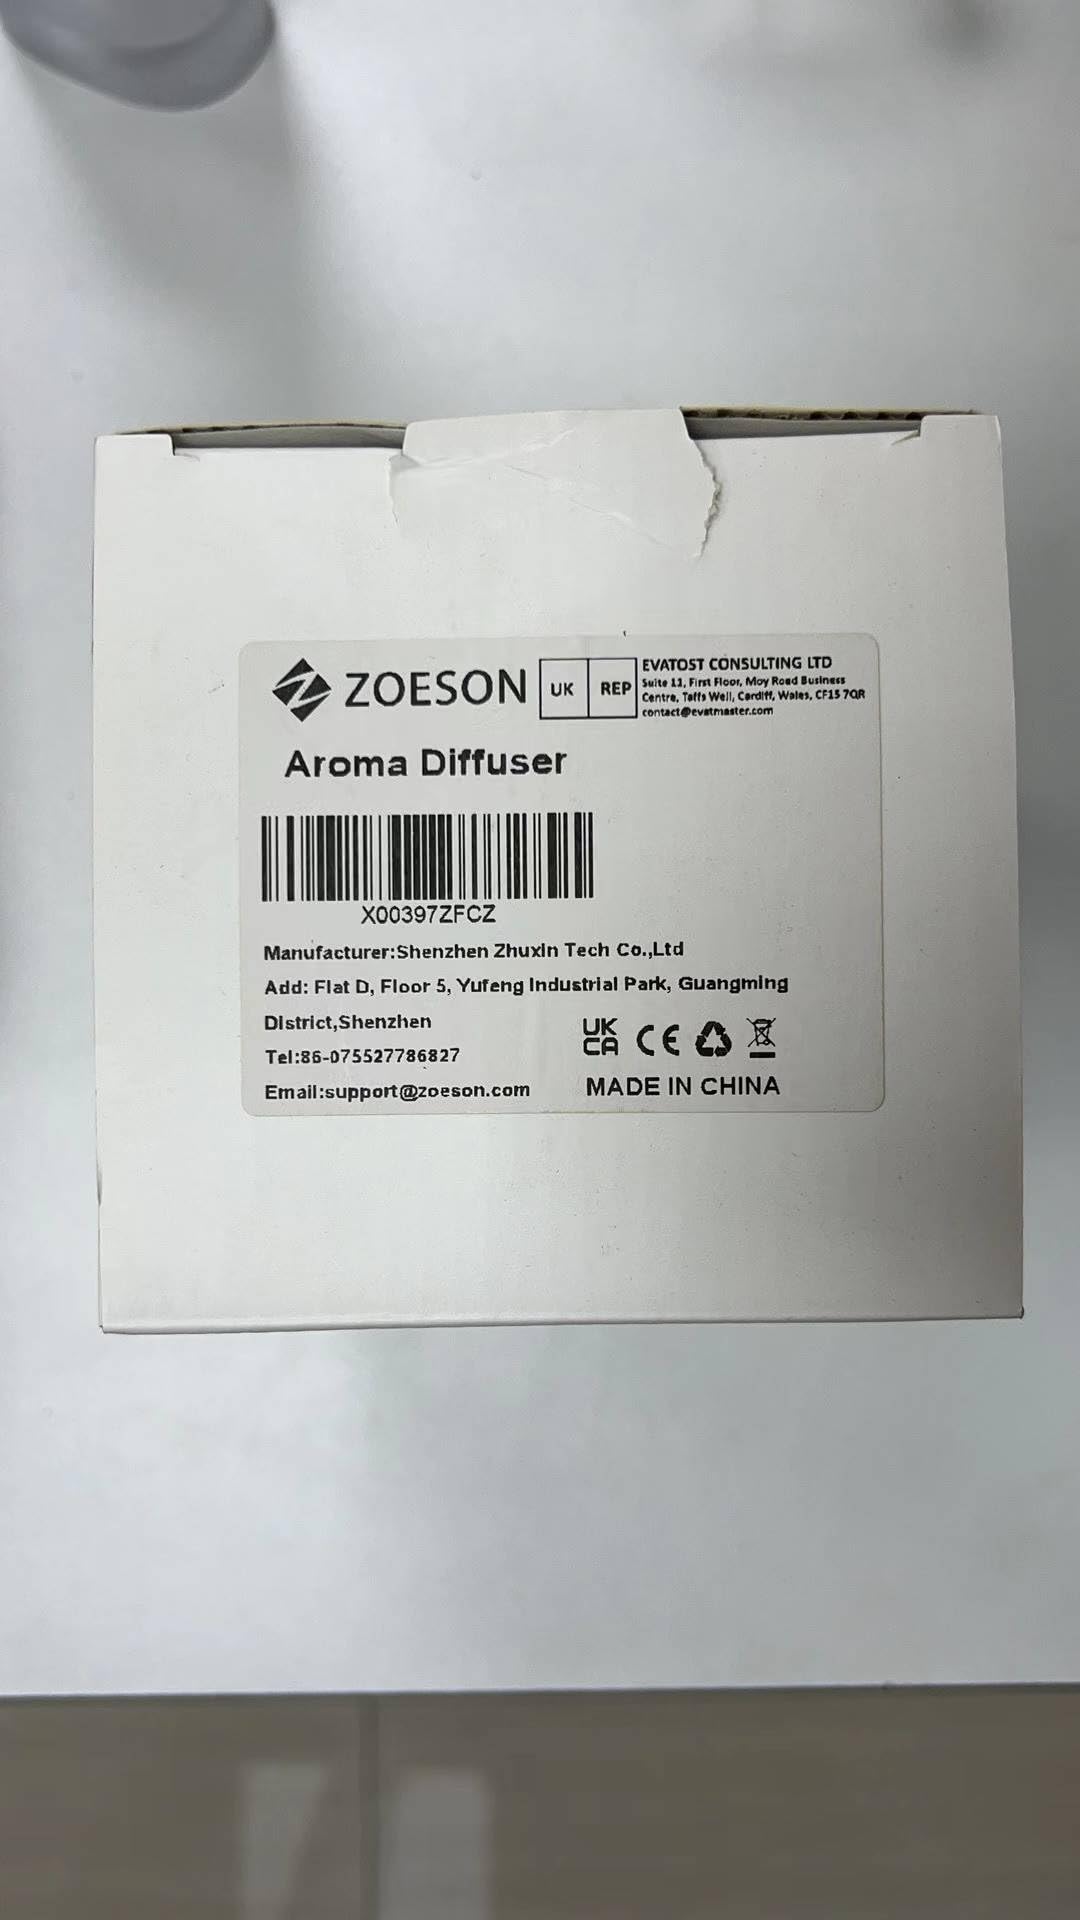 ZOESON
UK REP
EVATOST CONSULTING LTD
Suite 11, First Floor, Moy Road Business
Centre, Taffs Well, Cardiff, Wales, CF15 7QR
contact@evatmaster.com
Aroma Diffuser
X00397ZFCZ
Manufacturer:Shenzhen Zhuxin Tech Co.,Ltd
Add: Flat D, Floor 5, Yufeng Industrial Park, Guangming
District,Shenzhen
Tel:86-075527786827
Email:support@zoeson.com
UK
CA
CE
MADE IN CHINA